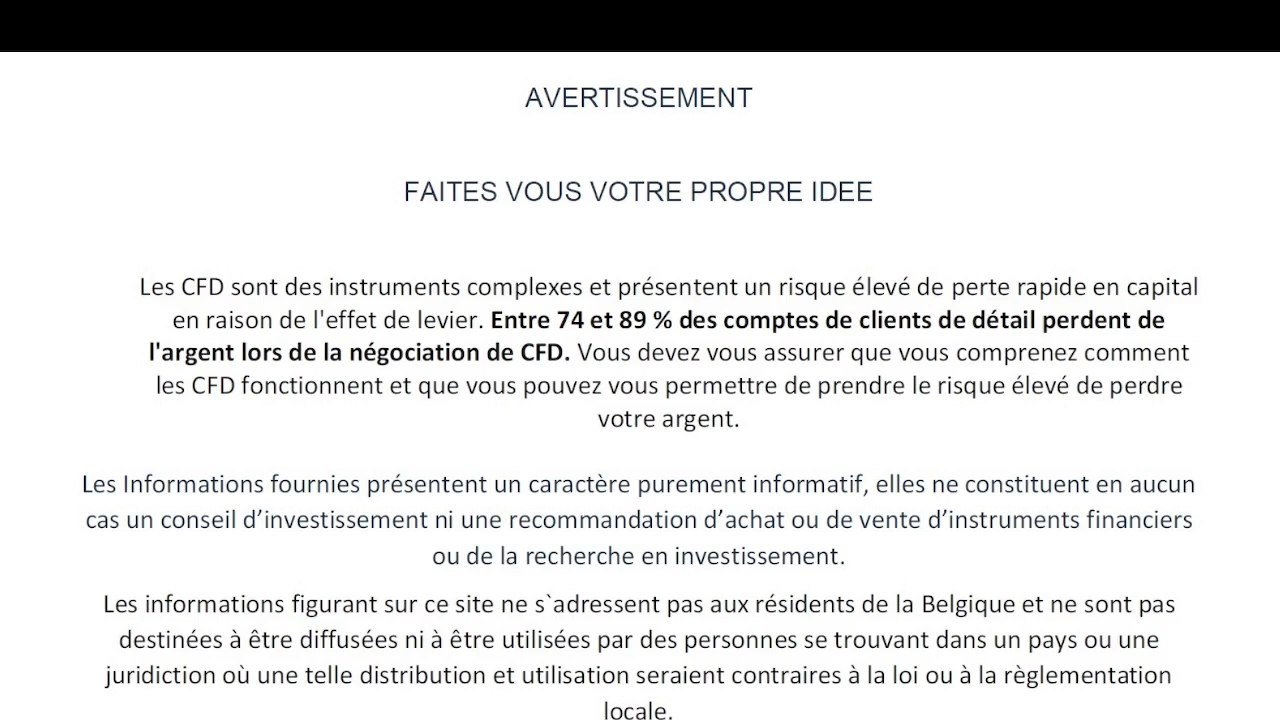 AVERTISSEMENT
FAITES VOUS VOTRE PROPRE IDEE
Les CFD sont des instruments complexes et présentent un risque élevé de perte rapide en capital
en raison de l'effet de levier. Entre 74 et 89 % des comptes de clients de détail perdent de
l'argent lors de la négociation de CFD. Vous devez vous assurer que vous comprenez comment
les CFD fonctionnent et que vous pouvez vous permettre de prendre le risque élevé de perdre
votre argent.
Les Informations fournies présentent un caractère purement informatif, elles ne constituent en aucun
cas un conseil d’investissement ni une recommandation d’achat ou de vente d’instruments financiers
ou de la recherche en investissement.
Les informations figurant sur ce site ne s`adressent pas aux résidents de la Belgique et ne sont pas
destinées à être diffusées ni à être utilisées par des personnes se trouvant dans un pays ou une
juridiction où une telle distribution et utilisation seraient contraires à la loi ou à la règlementation
locale.